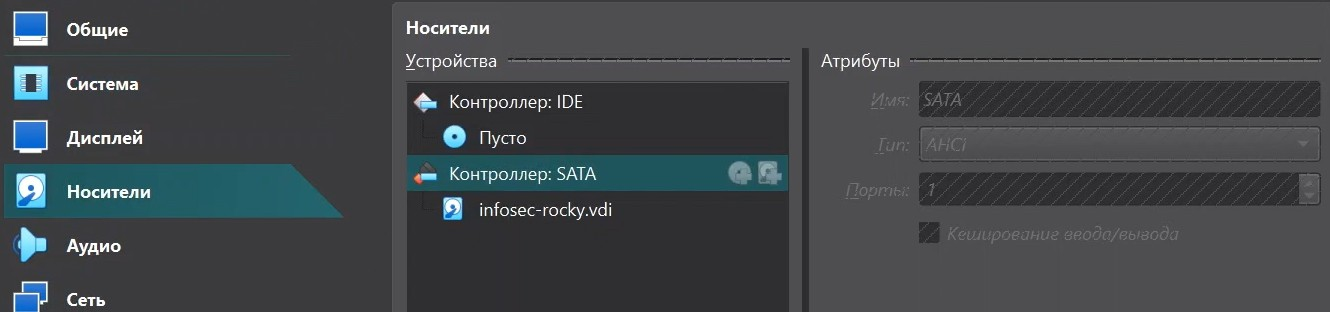 Общие
Система
Дисплей
Носители
Аудио
Сеть
Носители
Устройства
Контроллер: IDE
Пусто
Контроллер: SATA
infosec-rocky.vdi
Атрибуты
Имя: SATA
Тип: AHCI
Порты: 1
Кеширование ввода/вывода